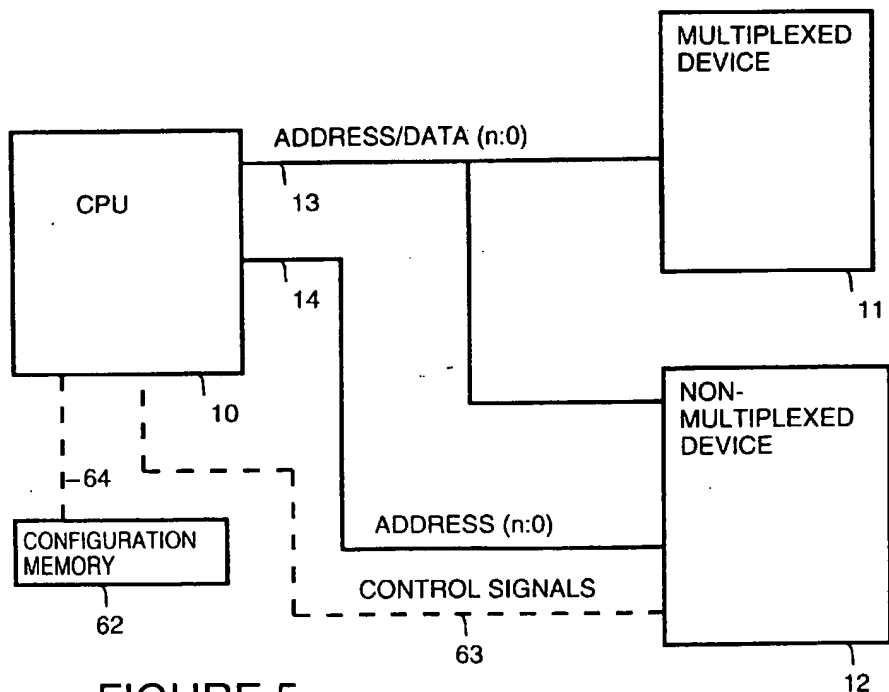 MULTIPLEXED
DEVICE
ADDRESS/DATA (n:0)
CPU
13
14
11
10
NON-
MULTIPLEXED
DEVICE
64
ADDRESS (n:0)
CONFIGURATION
MEMORY
CONTROL SIGNALS
62
63
12
FIGURE 5